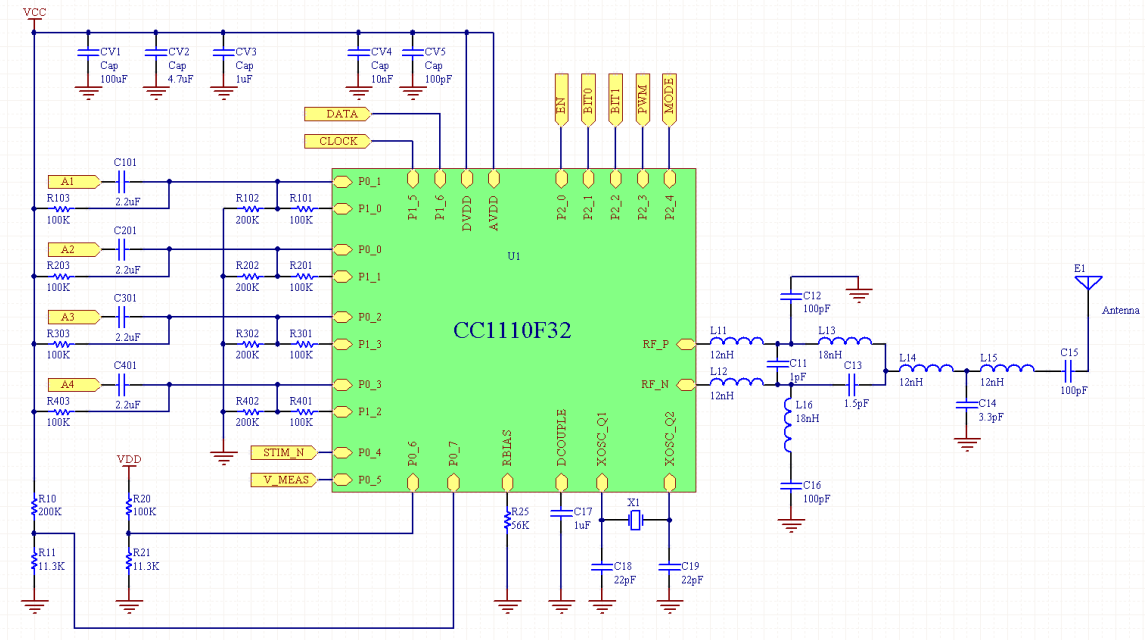 VCC
CV1
Cap
100uF
CV2
Cap
4.7uF
CV3
Cap
1uF
CV4
Cap
10nF
CV5
Cap
100pF
DATA
CLOCK
EN
BIT0
BIT1
PWM
MODE
A1
C101
2.2uF
R103
100K
R102
200K
R101
100K
A2
C201
2.2uF
R203
100K
R202
200K
R201
100K
A3
C301
2.2uF
R303
100K
R302
200K
R301
100K
A4
C401
2.2uF
R403
100K
R402
200K
R401
100K
STIM_N
V_MEAS
P0_1
P1_0
P0_0
P1_1
P0_2
P1_3
P0_3
P1_2
P0_4
P0_5
P1_5
P1_6
DVDD
AVDD
P2_0
P2_1
P2_2
P2_3
P2_4
U1
CC1110F32
RF_P
RF_N
P0_6
P0_7
RBIAS
DCOUPLE
XOSC_Q1
XOSC_Q2
L11
12nH
L12
12nH
C12
100pF
C11
1pF
L13
18nH
C13
1.5pF
L16
18nH
C16
100pF
L14
12nH
L15
12nH
C14
3.3pF
C15
100pF
E1
Antenna
VDD
R10
200K
R11
11.3K
R20
100K
R21
11.3K
R25
56K
C17
1uF
X1
C18
22pF
C19
22pF